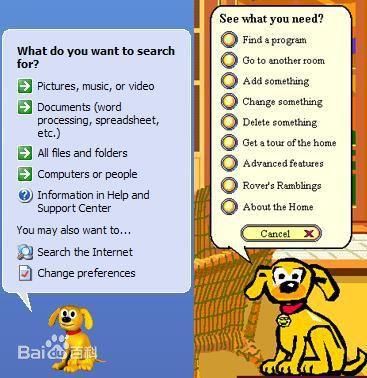 What do you want to search
for?
Pictures, music, or video
Documents (word
processing, spreadsheet,
etc.)
All files and folders
Computers or people
Information in Help and
Support Center
You may also want to...
Search the Internet
Change preferences
Bai百科
See what you need?
Find a program
Go to another room
Add something
Change something
Delete something
Get a tour of the home
Advanced features
Rover's Ramblings
About the Home
Cancel